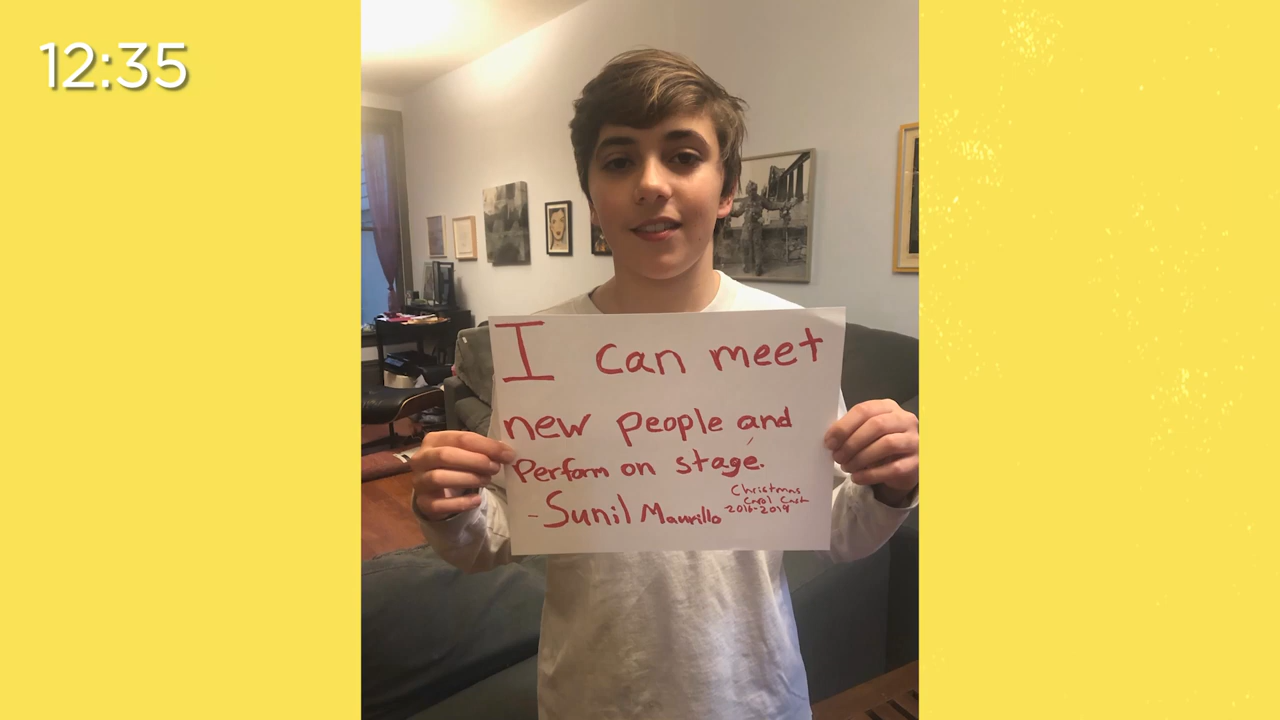 12:35
I can meet
new people and
Perform on stage.
-Sunil Maurillo
Christmas
Carol Cast
2016-2019